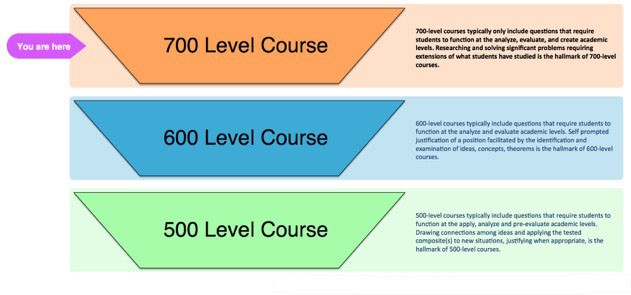 You are here
700 Level Course
700-level courses typically only include questions that require
students to function at the analyze, evaluate, and create academic
levels. Researching and solving significant problems requiring
extensions of what students have studied is the hallmark of 700-level
courses.
600 Level Course
600-level courses typically include questions that require students to
function at the analyze and evaluate academic levels. Self prompted
justification of a position facilitated by the identification and
examination of ideas, concepts, theorems is the hallmark of 600-level
courses.
500 Level Course
500-level courses typically include questions that require students to
function at the apply, analyze and pre-evaluate academic levels.
Drawing connections among ideas and applying the tested
composite(s) to new situations, justifying when appropriate, is the
hallmark of 500-level courses.